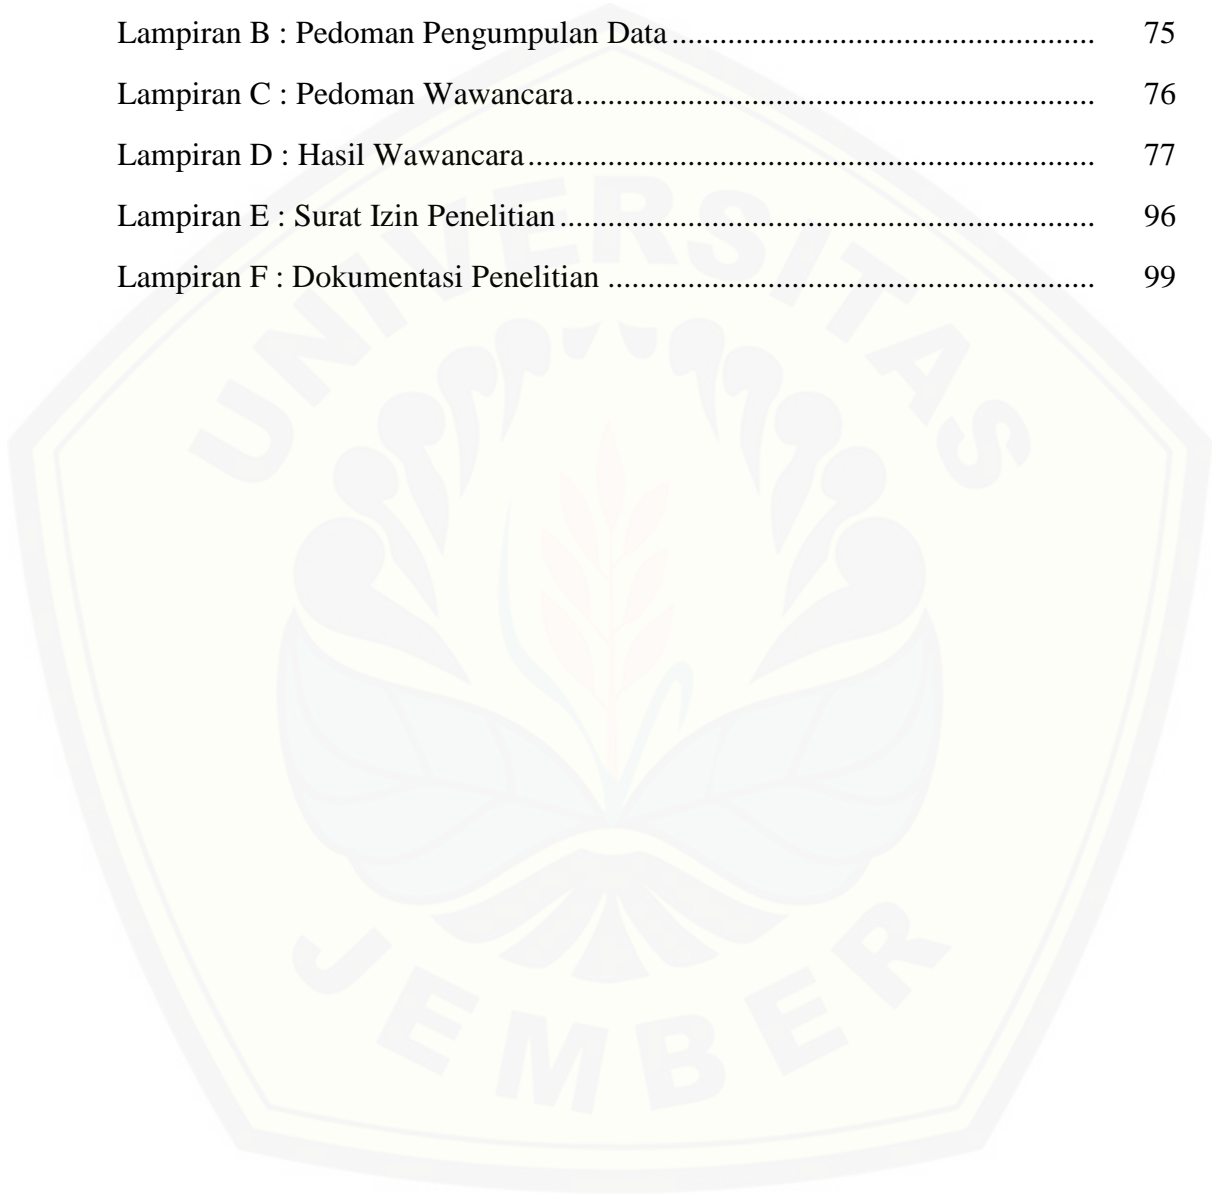 Lampiran B : Pedoman Pengumpulan Data ..................................................... 75
Lampiran C : Pedoman Wawancara ................................................................. 76
Lampiran D : Hasil Wawancara ....................................................................... 77
Lampiran E : Surat Izin Penelitian ................................................................... 96
Lampiran F : Dokumentasi Penelitian ............................................................. 99
UNIVERSITAS
JEMBER